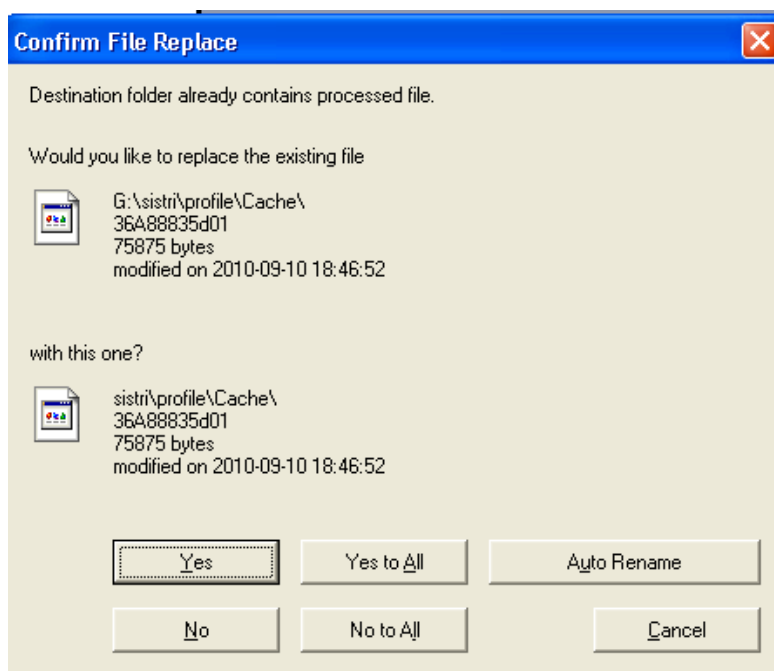 Confirm File Replace
Destination folder already contains processed file.
Would you like to replace the existing file
G:\sistri\profile\Cache\
36A88835d01
75875 bytes
modified on 2010-09-10 18:46:52
with this one?
sistri\profile\Cache\
36A88835d01
75875 bytes
modified on 2010-09-10 18:46:52
Yes Yes to All Auto Rename
No No to All Cancel